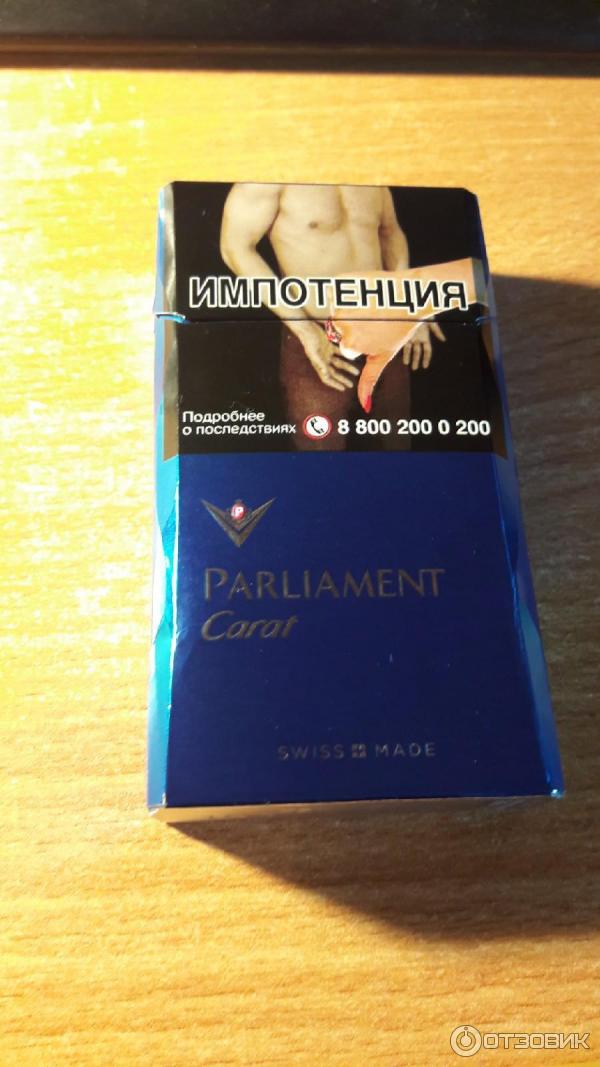 ИМПОТЕНЦИЯ
Подробнее
о последствиях 8 800 200 0 200
P
PARLIAMENT
Carat
SWISS MADE
ОТЗОВИК